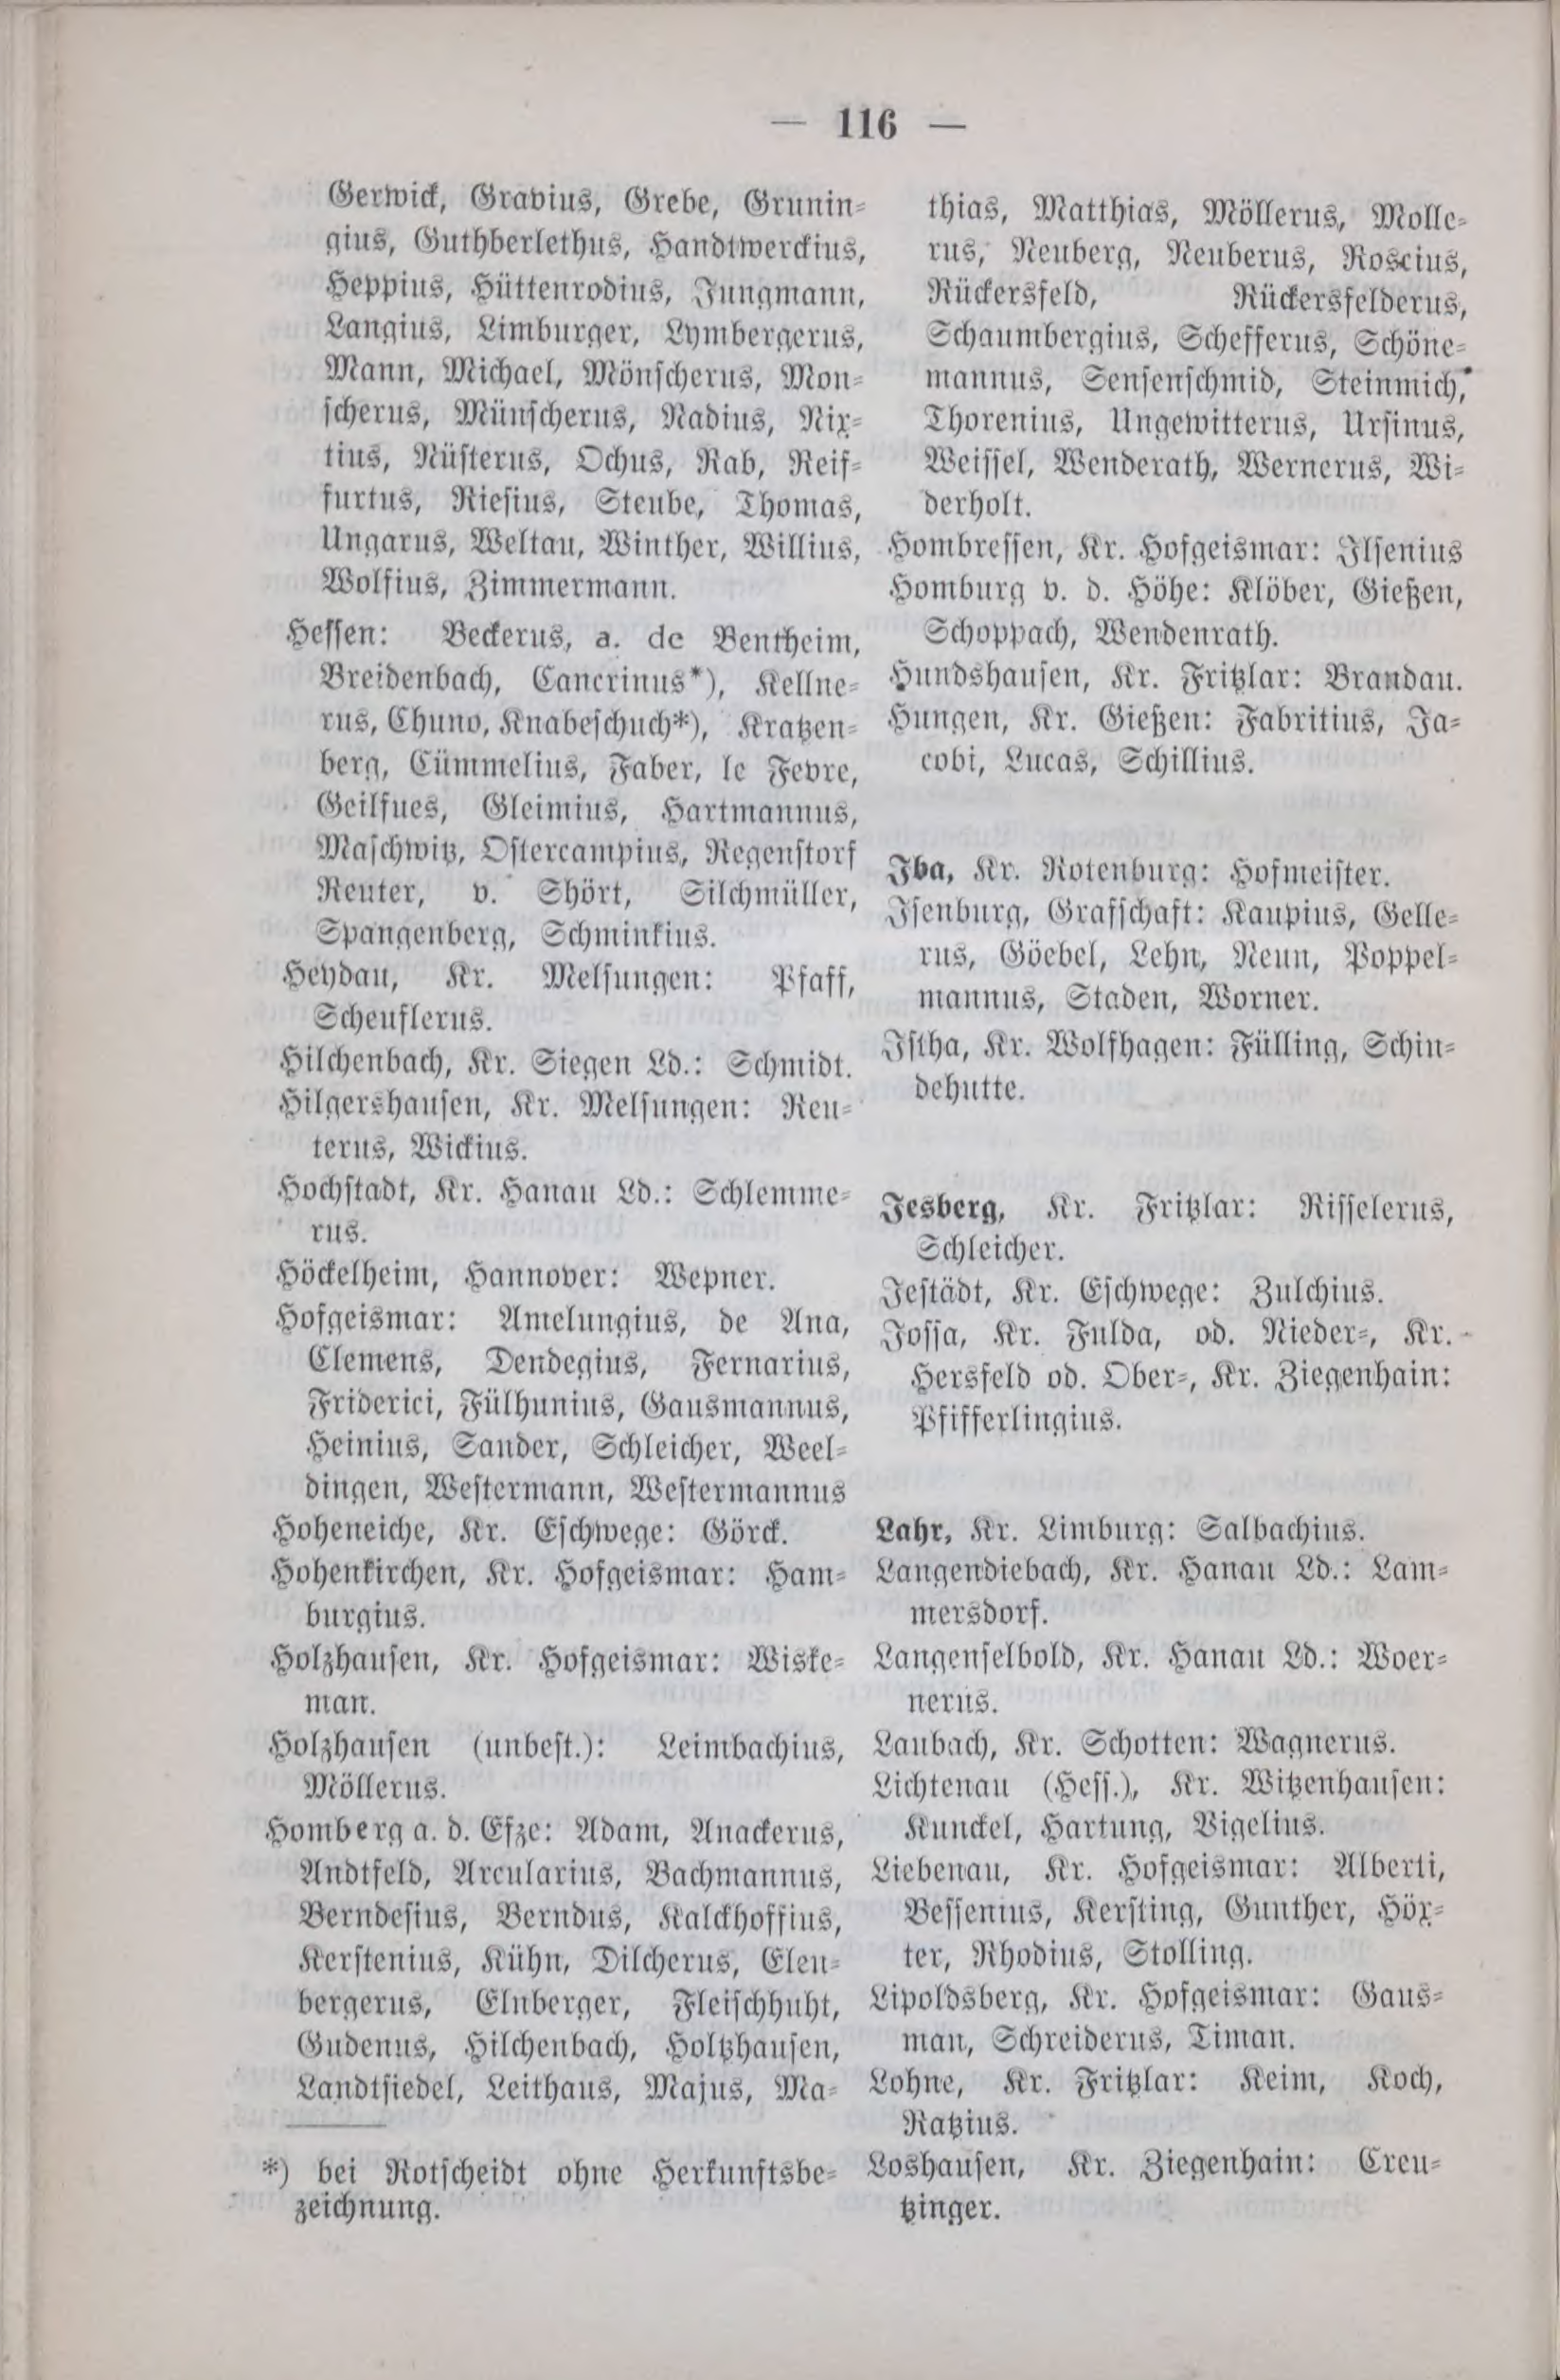 — 116 —
Gerwick, Gravius, Grebe, Grunin-
gius, Guthberlethus, Handtwerckius,
Heppius, Hüttenrodius, Jungmann,
Langius, Limburger, Lymbergerus,
Mann, Michael, Mönscherus, Mon-
scherus, Münscherus, Nadius, Nix-
tius, Nüsterus, Ochus, Rab, Reif-
furtus, Riesius, Steube, Thomas,
Ungarus, Weltau, Winther, Willius,
Wolfius, Zimmermann.
Hessen: Beckerus, a. de Bentheim,
Breidenbach, Cancrinus*), Kellne-
rus, Chuno, Knabeschuch*), Kratzen-
berg, Cümmelius, Faber, le Fevre,
Geilfues, Gleimius, Hartmannus,
Maschwitz, Ostercampius, Regenstorf
Reuter, v. Shört, Silchmüller,
Spangenberg, Schminkius.
Heydau, Kr. Melsungen: Pfaff,
Scheuflerus.
Hilchenbach, Kr. Siegen Ld.: Schmidt.
Hilgershausen, Kr. Melsungen: Reu-
terus, Wickius.
Hochstadt, Kr. Hanau Ld.: Schlemme-
rus.
Höckelheim, Hannover: Wepner.
Hofgeismar: Amelungius, de Ana,
Clemens, Dendegius, Fernarius,
Friderici, Fülhunius, Gausmannus,
Heinius, Sander, Schleicher, Weel-
dingen, Westermann, Westermannus
Hoheneiche, Kr. Eschwege: Görck.
Hohenkirchen, Kr. Hofgeismar: Ham-
burgius.
Holzhausen, Kr. Hofgeismar: Wiske-
man.
Holzhausen (unbest.): Leimbachius,
Möllerus.
Homberg a. d. Efze: Adam, Anackerus,
Andtfeld, Arcularius, Bachmannus,
Berndesius, Berndus, Kalckhoffius,
Kerstenius, Kühn, Dilcherus, Eleu-
bergerus, Elnberger, Fleischhuht,
Gudenus, Hilchenbach, Holtzhausen,
Landtsiedel, Leithaus, Majus, Ma-
*) bei Rotscheidt ohne Herkunftsbe-
zeichnung.
thias, Matthias, Möllerus, Molle-
rus, Neuberg, Neuberus, Roscius,
Rückersfeld, Rückersfelderus,
Schaumbergius, Schefferus, Schöne-
mannus, Sensenschmid, Steinmich,
Thorenius, Ungewitterus, Ursinus,
Weissel, Wenderath, Wernerus, Wi-
derholt.
Hombressen, Kr. Hofgeismar: Ilsenius
Homburg v. d. Höhe: Klöber, Gießen,
Schoppach, Wendenrath.
Hundshausen, Kr. Fritzlar: Brandau.
Hungen, Kr. Gießen: Fabritius, Ja-
cobi, Lucas, Schillius.
Iba, Kr. Rotenburg: Hofmeister.
Isenburg, Grafschaft: Kaupius, Gelle-
rus, Göebel, Lehn, Neun, Poppel-
mannus, Staden, Worner.
Istha, Kr. Wolfhagen: Fülling, Schin-
dehutte.
Jesberg, Kr. Fritzlar: Risselerus,
Schleicher.
Jestädt, Kr. Eschwege: Zulchius.
Jossa, Kr. Fulda, od. Nieder-, Kr.
Hersfeld od. Ober-, Kr. Ziegenhain:
Pfifferlingius.
Lahr, Kr. Limburg: Salbachius.
Langendiebach, Kr. Hanau Ld.: Lam-
mersdorf.
Langenselbold, Kr. Hanau Ld.: Woer-
nerus.
Laubach, Kr. Schotten: Wagnerus.
Lichtenau (Hess.), Kr. Witzenhausen:
Kunckel, Hartung, Vigelius.
Liebenau, Kr. Hofgeismar: Alberti,
Bessenius, Kersting, Gunther, Höx-
ter, Rhodius, Stolling.
Lipoldsberg, Kr. Hofgeismar: Gaus-
man, Schreiderus, Timan.
Lohne, Kr. Fritzlar: Keim, Koch,
Ratzius.
Loshausen, Kr. Ziegenhain: Creu-
tzinger.